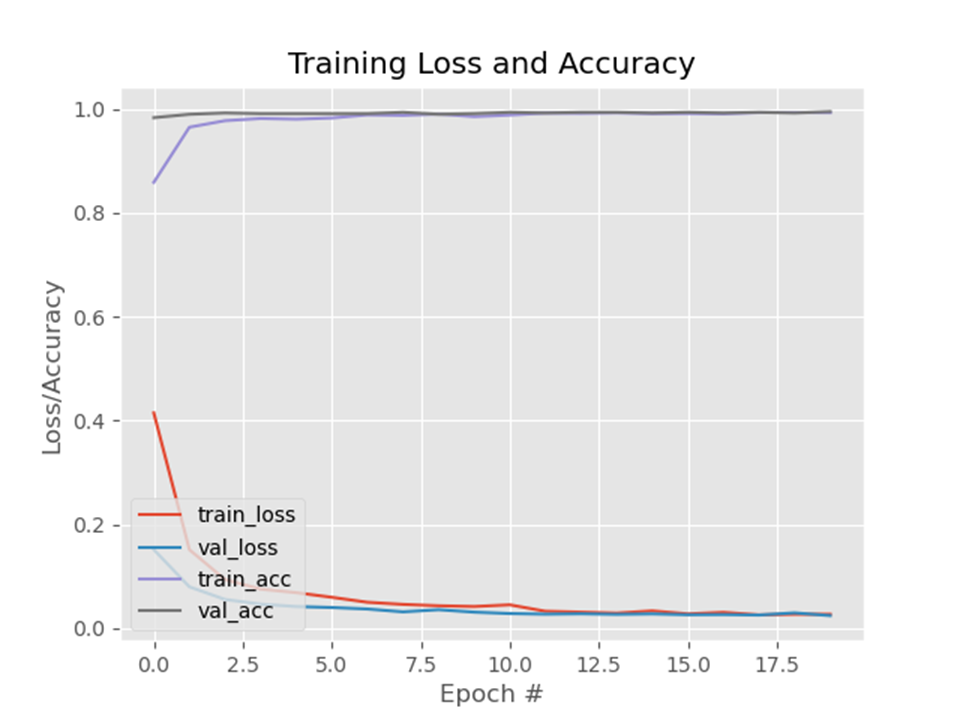 Training Loss and Accuracy
1.0
0.8
0.6
0.4
0.2
0.0
Loss/Accuracy
train_loss
val_loss
train_acc
val_acc
0.0 2.5 5.0 7.5 10.0 12.5 15.0 17.5
Epoch #